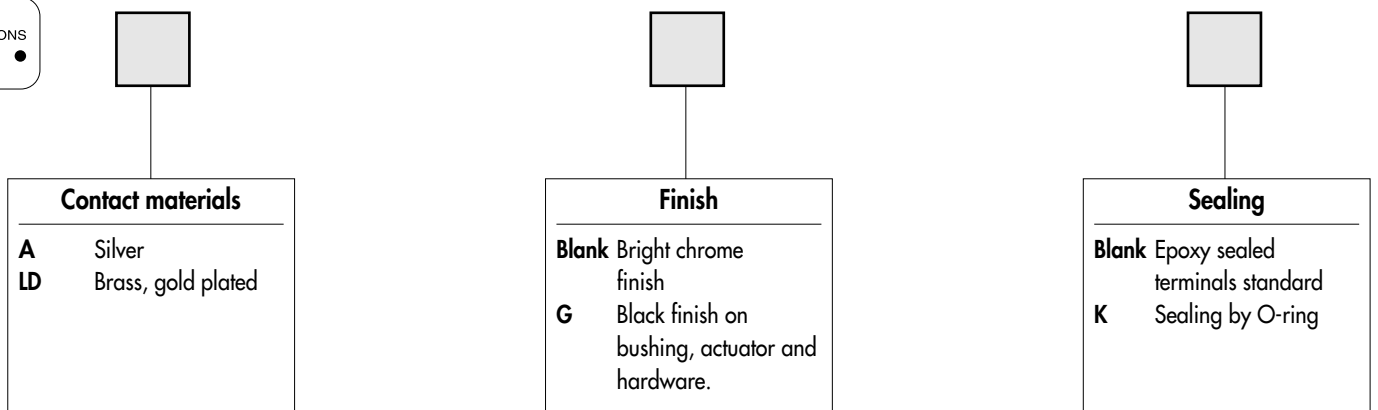 Contact materials
A Silver
LD Brass, gold plated
Finish
Blank Bright chrome
finish
G Black finish on
bushing, actuator and
hardware.
Sealing
Blank Epoxy sealed
terminals standard
K Sealing by O-ring